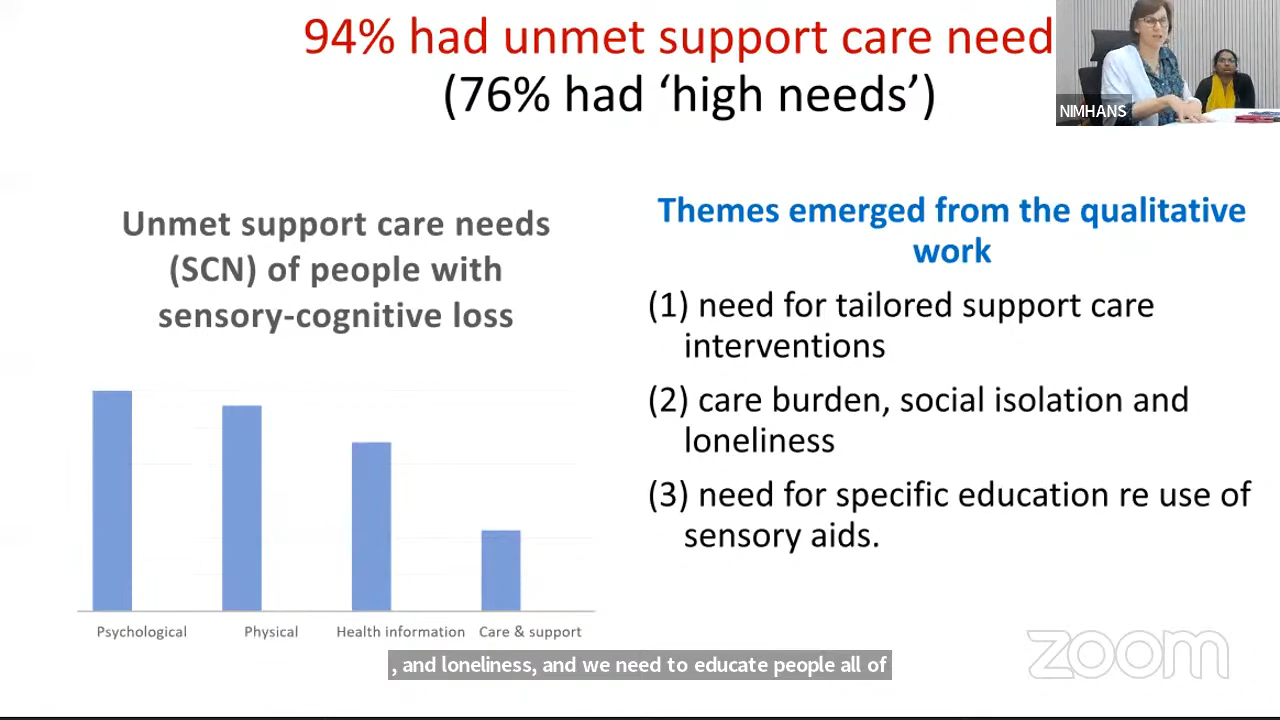 94% had unmet support care need
(76% had ‘high needs’)
NIMHANS
Unmet support care needs
(SCN) of people with
sensory-cognitive loss
Psychological
Physical
Health information
Care & support
Themes emerged from the qualitative
work
(1) need for tailored support care
interventions
(2) care burden, social isolation and
loneliness
(3) need for specific education re use of
sensory aids.
, and loneliness, and we need to educate people all of
zoom